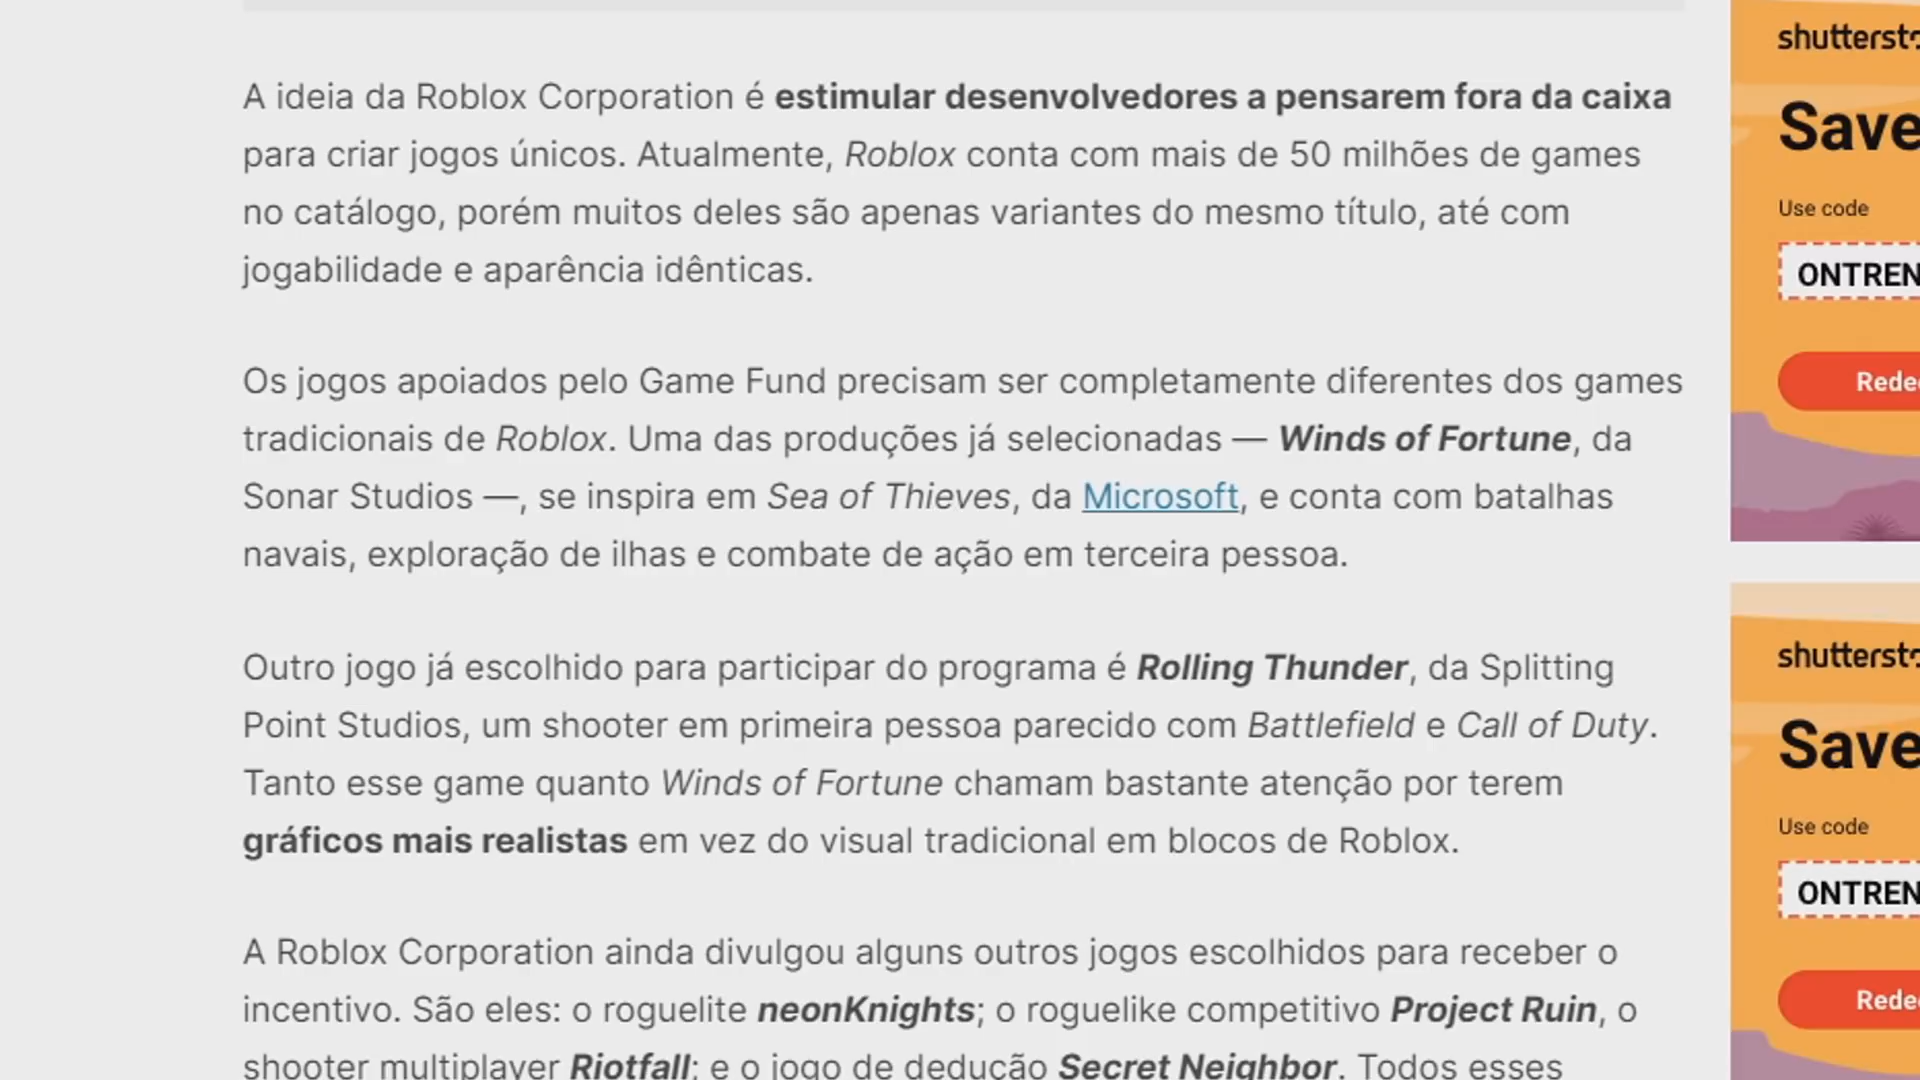 A ideia da Roblox Corporation é estimular desenvolvedores a pensarem fora da caixa
para criar jogos únicos. Atualmente, Roblox conta com mais de 50 milhões de games
no catálogo, porém muitos deles são apenas variantes do mesmo título, até com
jogabilidade e aparência idênticas.
Os jogos apoiados pelo Game Fund precisam ser completamente diferentes dos games
tradicionais de Roblox. Uma das produções já selecionadas — Winds of Fortune, da
Sonar Studios —, se inspira em Sea of Thieves, da Microsoft, e conta com batalhas
navais, exploração de ilhas e combate de ação em terceira pessoa.
Outro jogo já escolhido para participar do programa é Rolling Thunder, da Splitting
Point Studios, um shooter em primeira pessoa parecido com Battlefield e Call of Duty.
Tanto esse game quanto Winds of Fortune chamam bastante atenção por terem
gráficos mais realistas em vez do visual tradicional em blocos de Roblox.
A Roblox Corporation ainda divulgou alguns outros jogos escolhidos para receber o
incentivo. São eles: o roguelite neonKnights; o roguelike competitivo Project Ruin, o
shooter multiplayer Riotfall; e o jogo de dedução Secret Neighbor. Todos esses
shutterst
Save
Use code
ONTREN
Rede
shutterst
Save
Use code
ONTREN
Rede